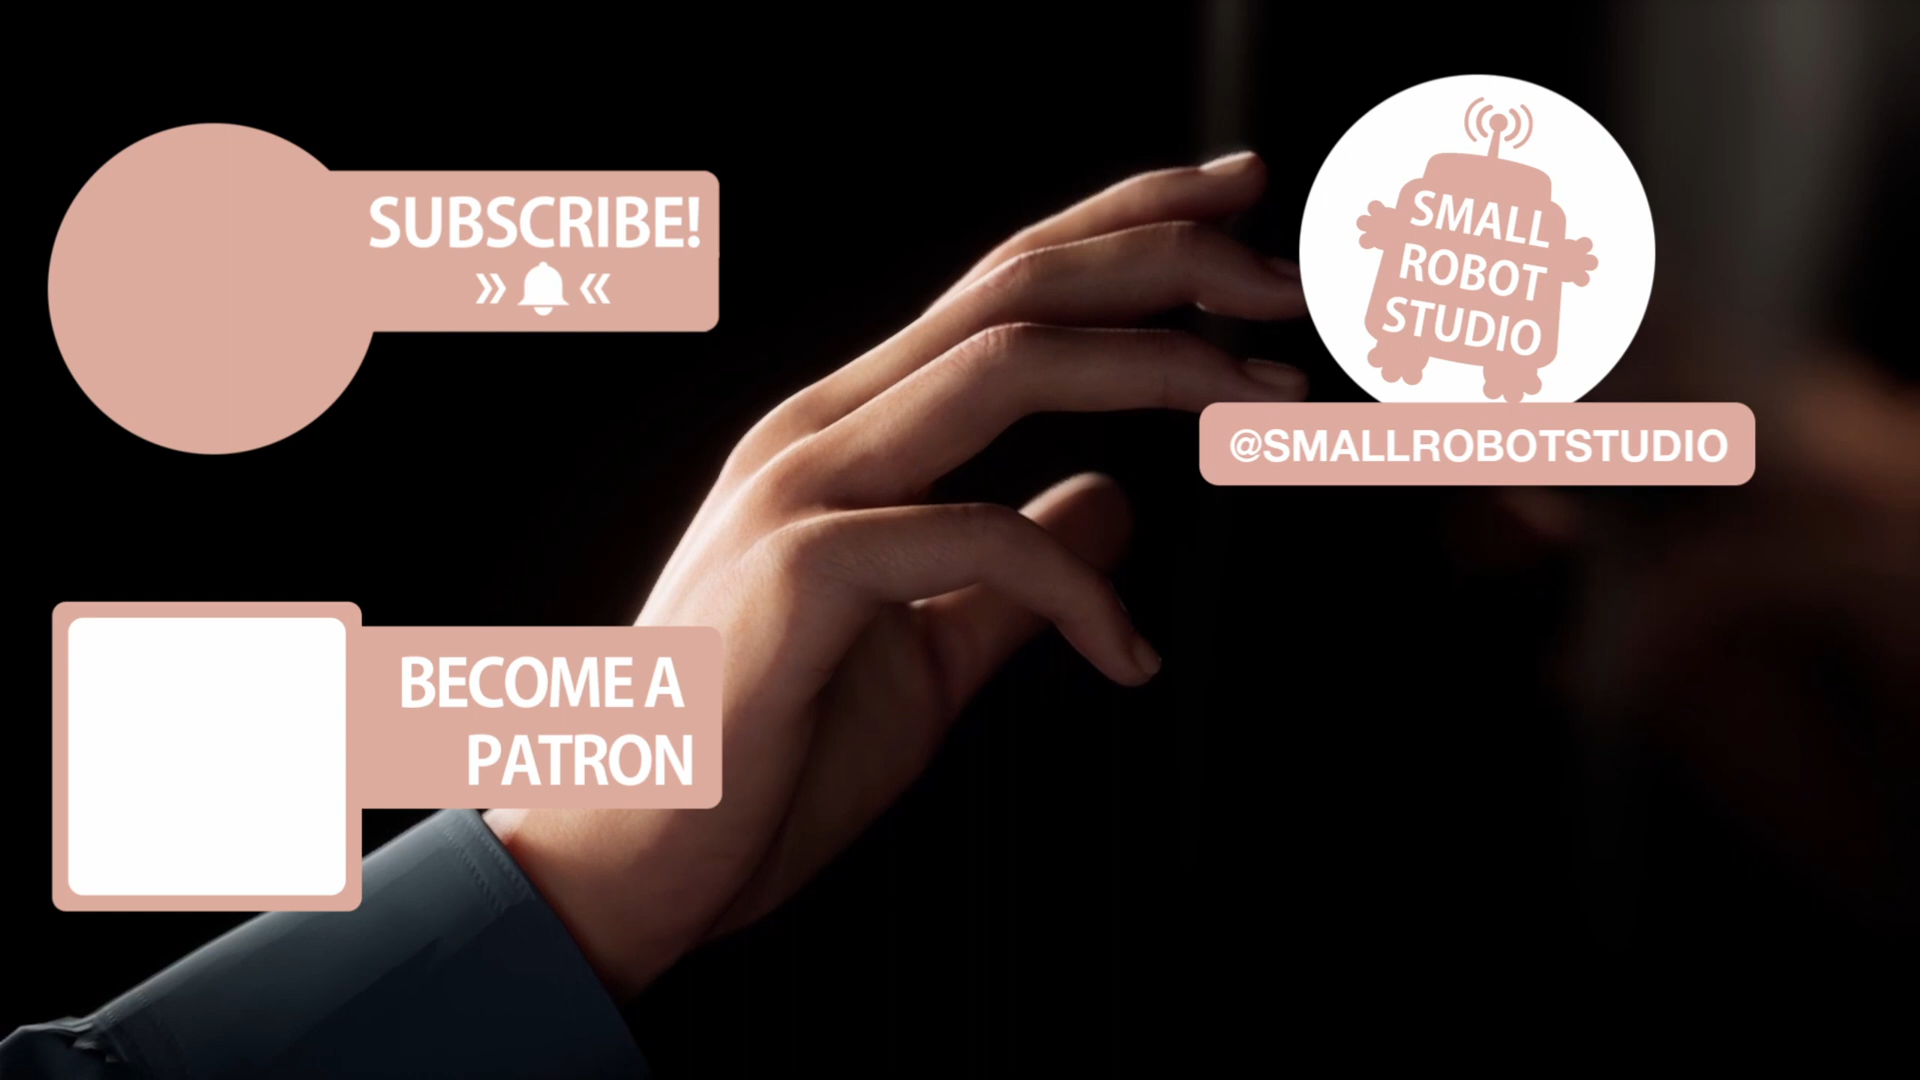 SUBSCRIBE!
SMALL
ROBOT
STUDIO
@SMALLROBOTSTUDIO
BECOME A
PATRON